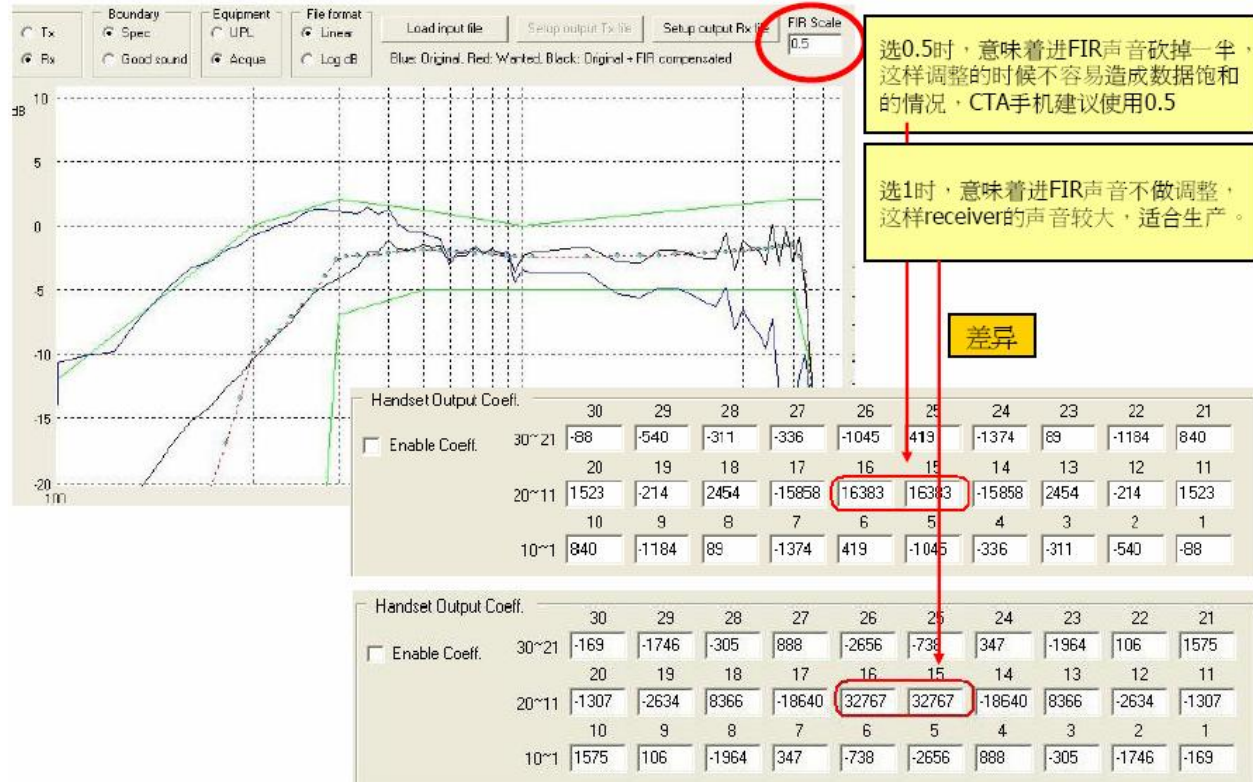 Boundary Equipment File format
Tx Spec UPL Linear Load input file Setup output Tx file Setup output Rx file FIR Scale
Rx Good sound Acqua Log dB Blue: Original. Red: Wanted. Black: Original + FIR compensated 0.5
dB
10
5
0
-5
-10
-15
-20
100
选0.5时，意味着进FIR声音砍掉一半，
这样调整的时候不容易造成数据饱和
的情况，CTA手机建议使用0.5
选1时，意味着进FIR声音不做调整，
这样receiver的声音较大，适合生产。
差异
Handset Output Coeff.
30 29 28 27 26 25 24 23 22 21
Enable Coeff. 30~21 -88 -540 -311 -336 -1045 419 -1374 89 -1184 840
20 19 18 17 16 15 14 13 12 11
20~11 1523 -214 2454 -15858 16383 16383 -15858 2454 -214 1523
10 9 8 7 6 5 4 3 2 1
10~1 840 -1184 89 -1374 419 -1045 -336 -311 -540 -88
Handset Output Coeff.
30 29 28 27 26 25 24 23 22 21
Enable Coeff. 30~21 -169 -1746 -305 888 -2656 -738 347 -1964 106 1575
20 19 18 17 16 15 14 13 12 11
20~11 -1307 -2634 8366 -18640 32767 32767 -18640 8366 -2634 -1307
10 9 8 7 6 5 4 3 2 1
10~1 1575 106 -1964 347 -738 -2656 888 -305 -1746 -169